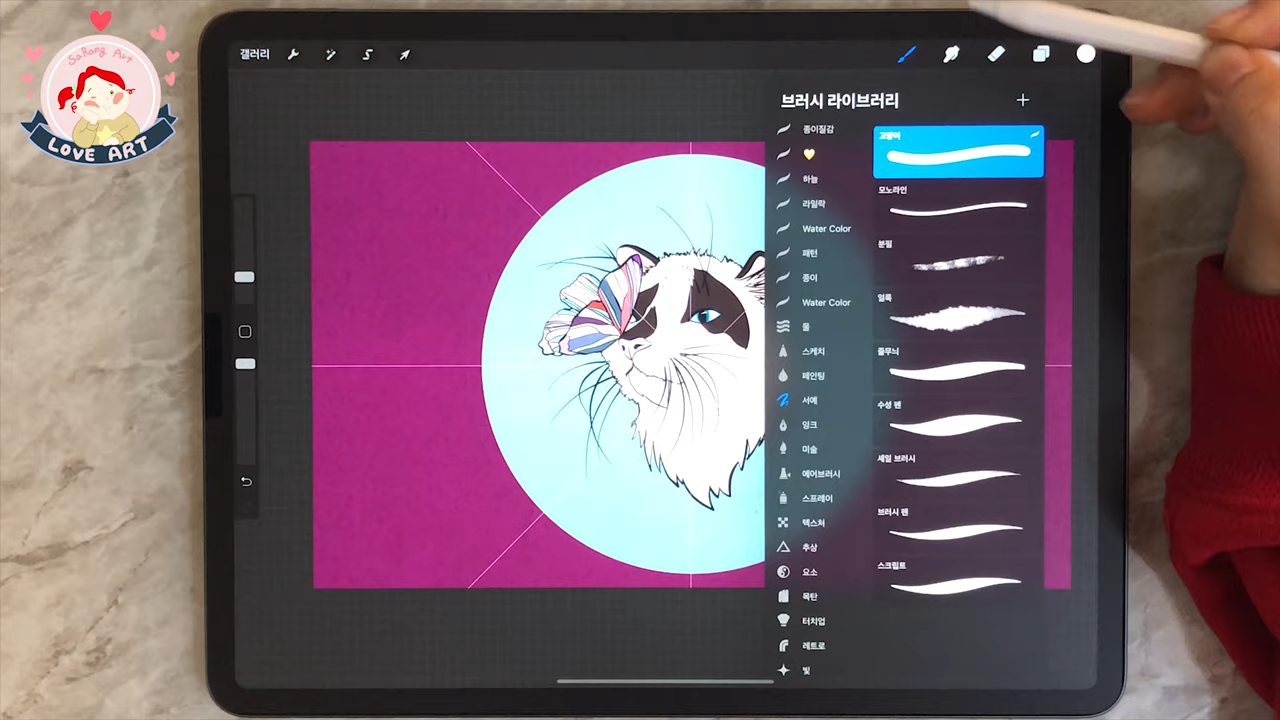 SaRang Art
LOVE ART
갤러리
브러시 라이브러리
종이질감
하늘
라일락
Water Color
패턴
종이
Water Color
물
스케치
페인팅
서예
잉크
미술
에어브러시
스프레이
텍스처
추상
요소
목탄
터치업
레트로
빛
고양이
모노라인
분필
얼룩
줄무늬
수성 펜
셰일 브러시
브러시 펜
스크립트